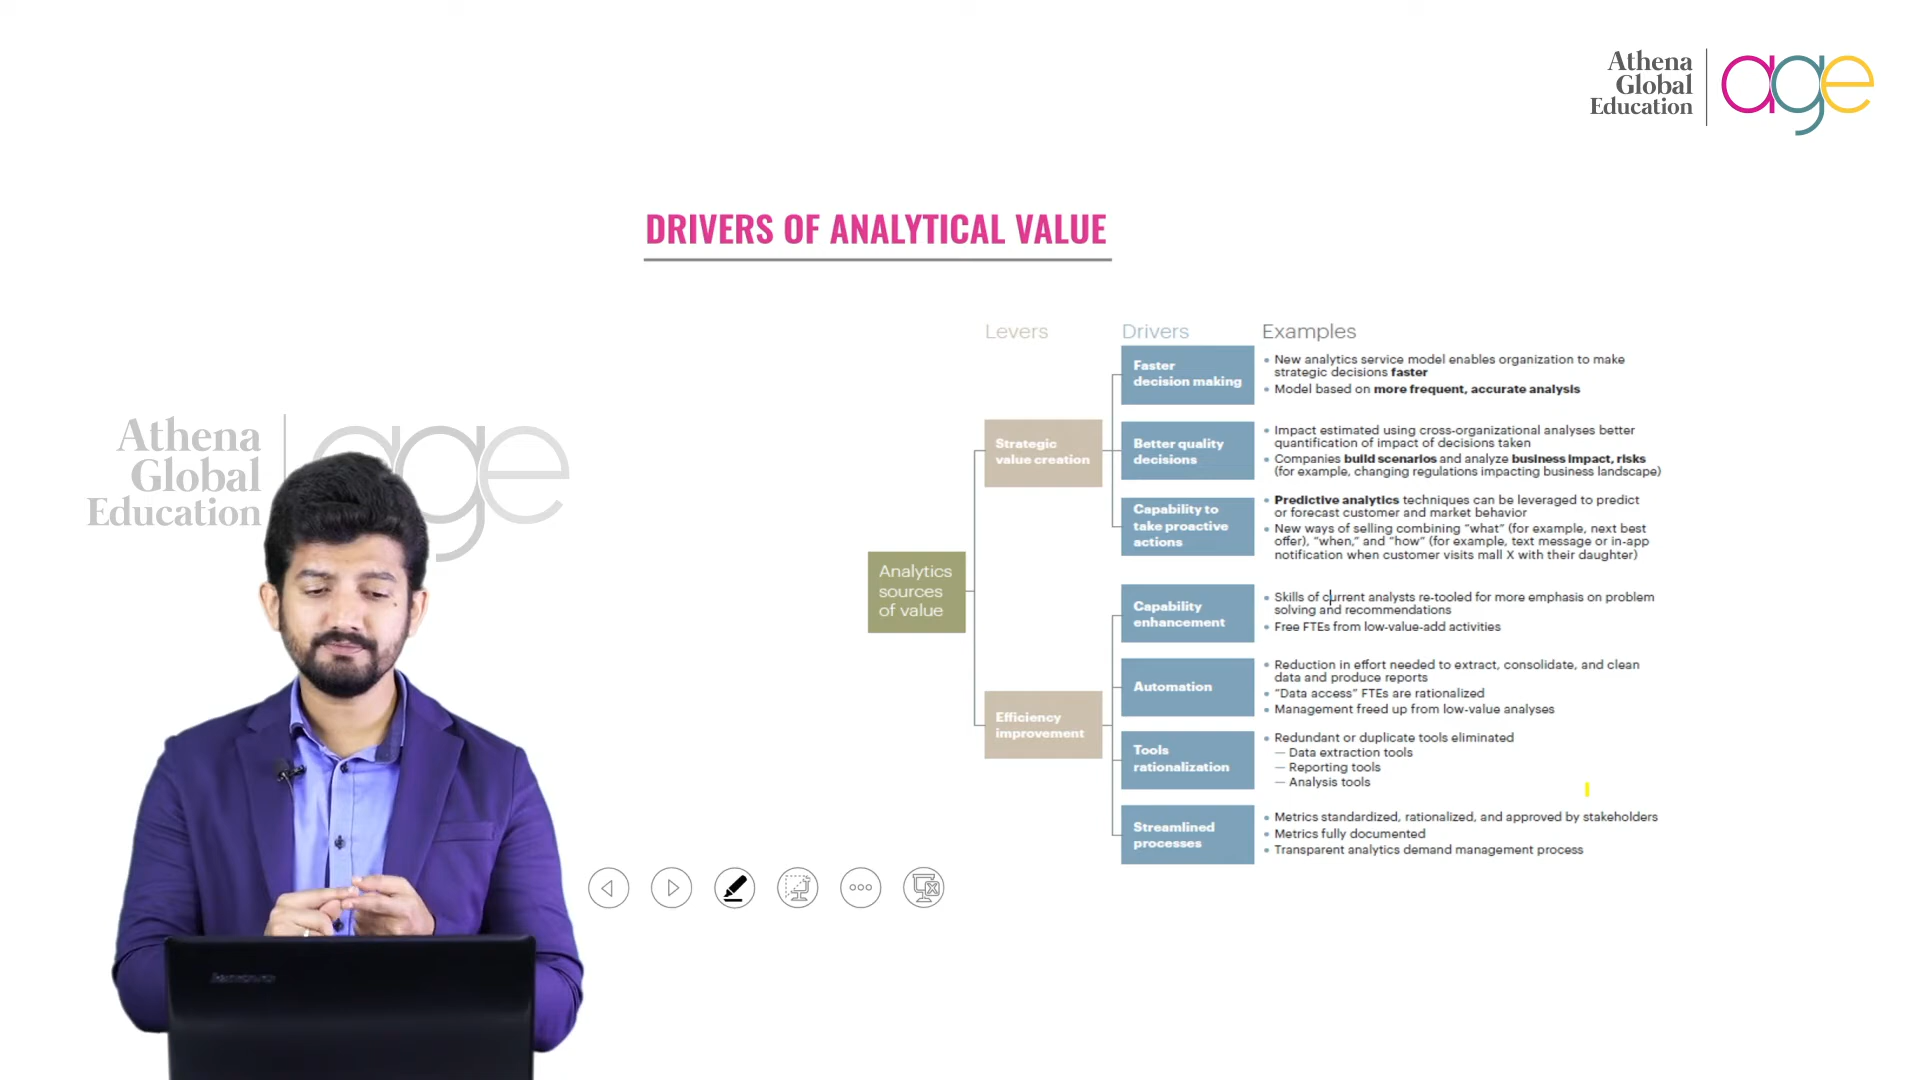 Athena
Global
Education
age
DRIVERS OF ANALYTICAL VALUE
Levers
Drivers
Examples
Analytics
sources
of value
Strategic
value creation
Faster
decision making
• New analytics service model enables organization to make
strategic decisions faster
• Model based on more frequent, accurate analysis
Better quality
decisions
• Impact estimated using cross-organizational analyses better
quantification of impact of decisions taken
• Companies build scenarios and analyze business impact, risks
(for example, changing regulations impacting business landscape)
Capability to
take proactive
actions
• Predictive analytics techniques can be leveraged to predict
or forecast customer and market behavior
• New ways of selling combining “what” (for example, next best
offer), “when,” and “how” (for example, text message or in-app
notification when customer visits mall X with their daughter)
Efficiency
improvement
Capability
enhancement
• Skills of current analysts re-tooled for more emphasis on problem
solving and recommendations
• Free FTEs from low-value-add activities
Automation
• Reduction in effort needed to extract, consolidate, and clean
data and produce reports
• “Data access” FTEs are rationalized
• Management freed up from low-value analyses
Tools
rationalization
• Redundant or duplicate tools eliminated
— Data extraction tools
— Reporting tools
— Analysis tools
Streamlined
processes
• Metrics standardized, rationalized, and approved by stakeholders
• Metrics fully documented
• Transparent analytics demand management process
Athena
Global
Education
age
lenovo